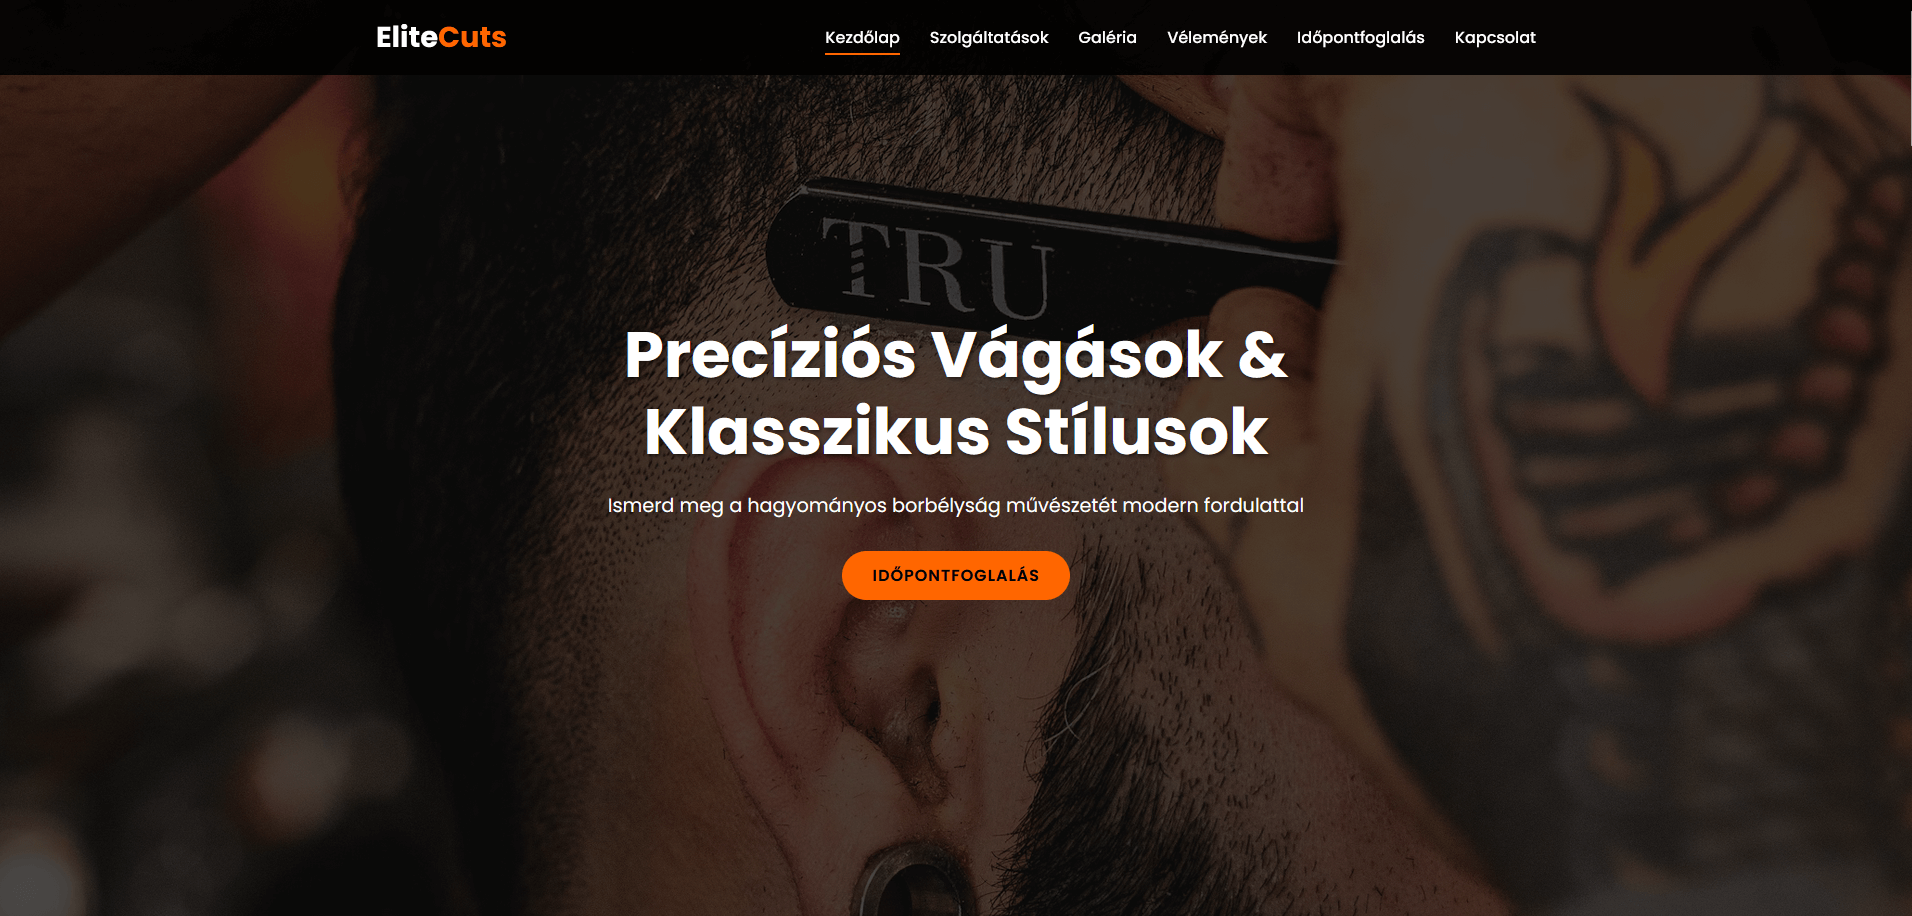 EliteCuts
Kezdőlap Szolgáltatások Galéria Vélemények Időpontfoglalás Kapcsolat
TRU
Precíziós Vágások &
Klasszikus Stílusok
Ismerd meg a hagyományos borbélyság művészetét modern fordulattal
IDŐPONTFOGLALÁS